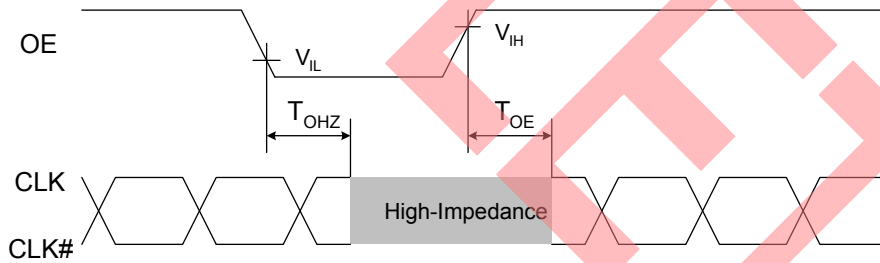 OE
V_IL
V_IH
T_OHZ
T_OE
CLK
High-Impedance
CLK#